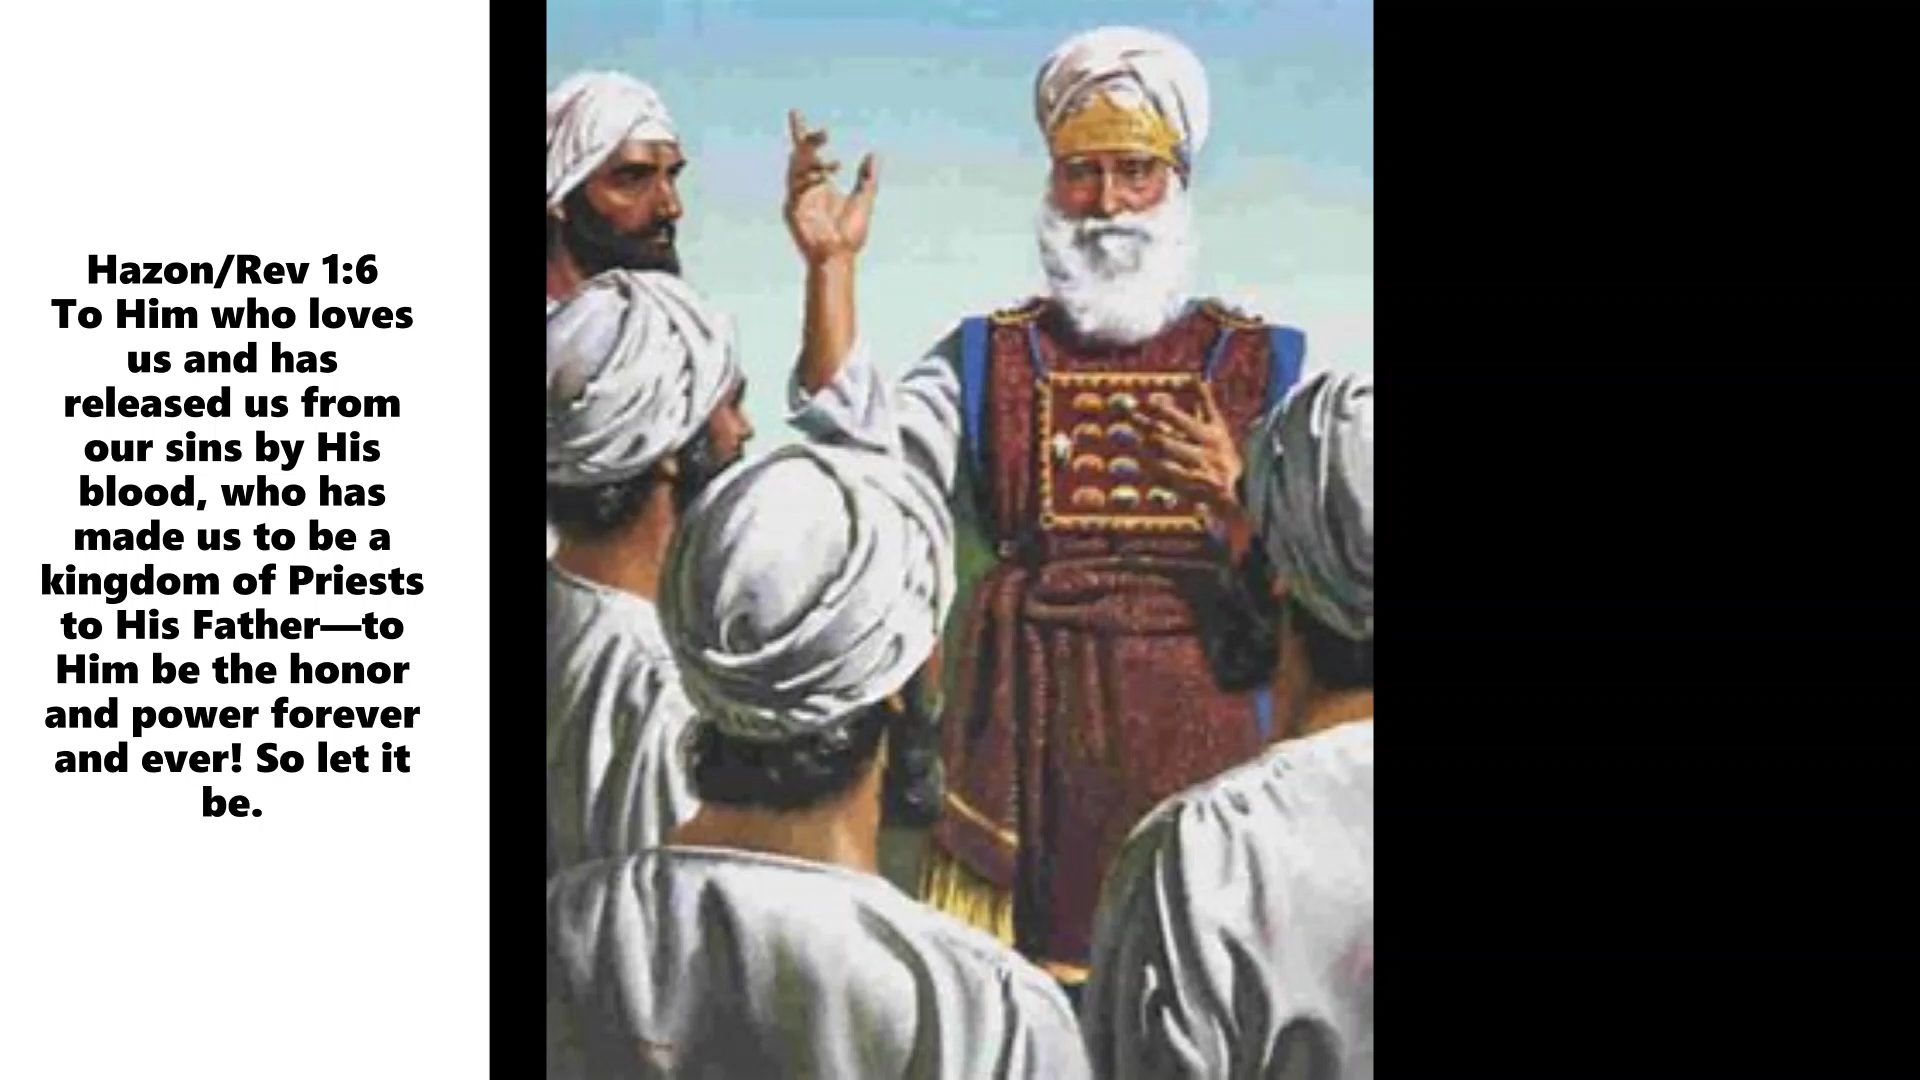 Hazon/Rev 1:6
To Him who loves
us and has
released us from
our sins by His
blood, who has
made us to be a
kingdom of Priests
to His Father—to
Him be the honor
and power forever
and ever! So let it
be.